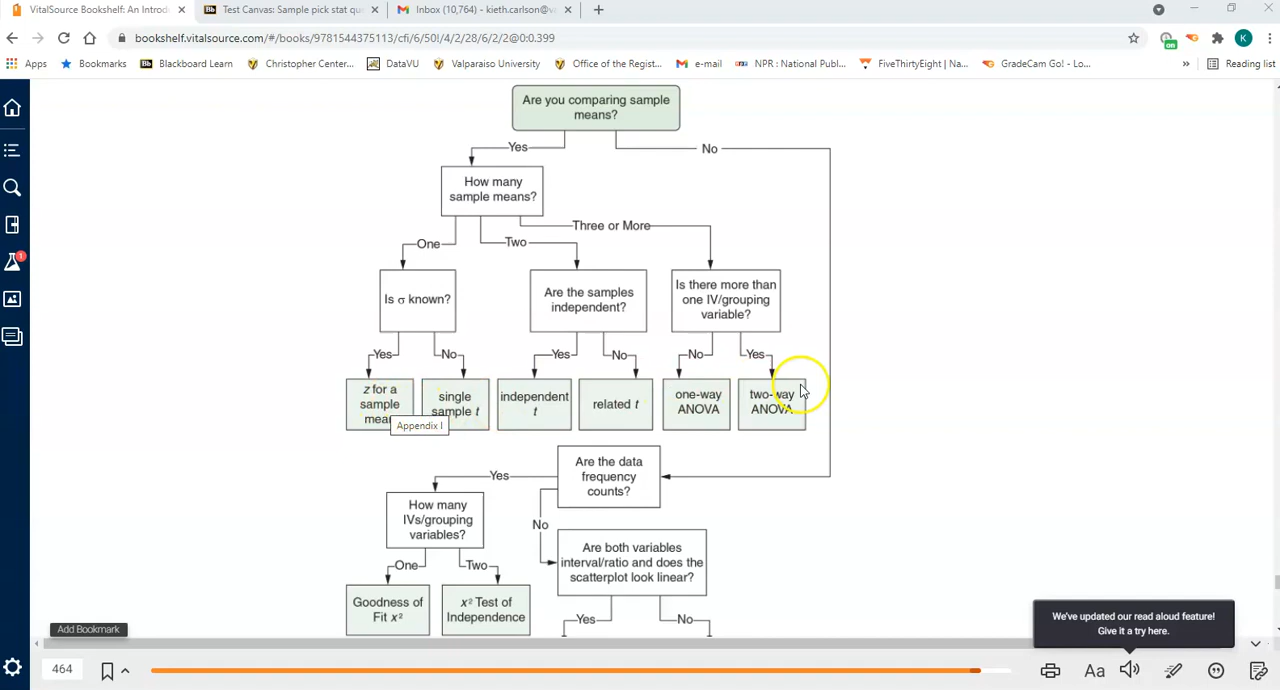 VitalSource Bookshelf: An Introdu
Test Canvas: Sample pick stat que
Inbox (10,764) - kieth.carlson@v
bookshelf.vitalsource.com/#/books/9781544375113/cfi/6/50!/4/2/28/6/2/2@0:0.399
K
Apps
Bookmarks
Bb
Blackboard Learn
Christopher Center...
DataVU
Valparaiso University
Office of the Regist...
e-mail
NPR : National Publ...
FiveThirtyEight | Na...
GradeCam Go! - Lo...
»
Reading list
Are you comparing sample
means?
Yes
No
How many
sample means?
Three or More
One
Two
Is σ known?
Are the samples
independent?
Is there more than
one IV/grouping
variable?
Yes
No
Yes
No
No
Yes
z for a
sample
mean
single
sample t
independent
t
related t
one-way
ANOVA
two-way
ANOVA
Appendix I
Are the data
frequency
counts?
Yes
How many
IVs/grouping
variables?
No
Are both variables
interval/ratio and does the
scatterplot look linear?
One
Two
Goodness of
Fit x²
x² Test of
Independence
Yes
No
Add Bookmark
We've updated our read aloud feature!
Give it a try here.
464
Aa